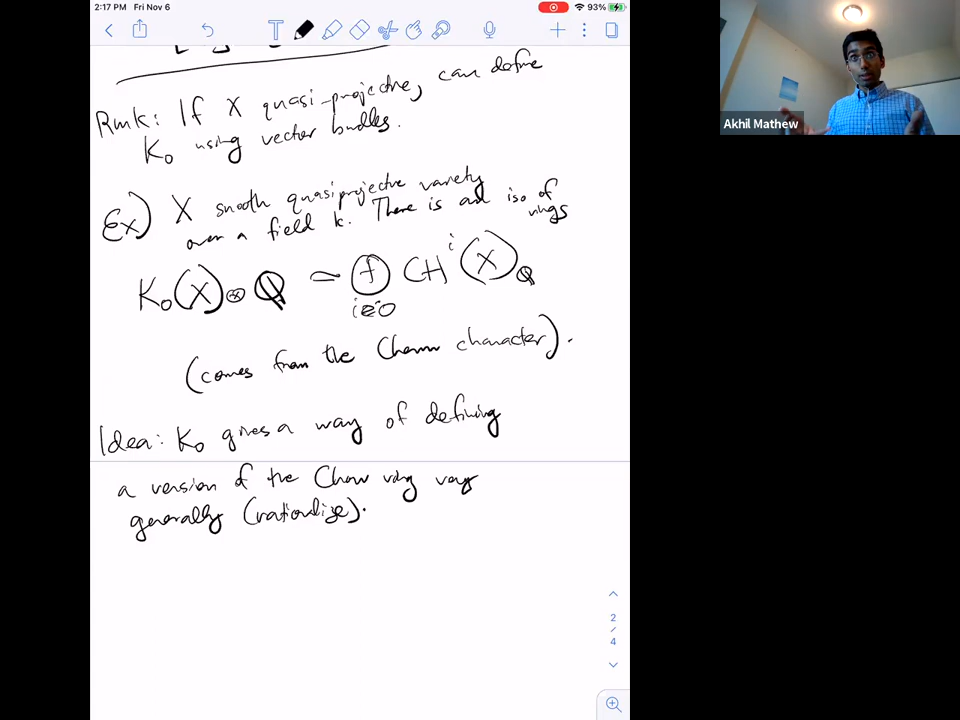 2:17 PM Fri Nov 6
93%
Rmk: If X quasi-projective, can define
K₀ using vector bundles.
Ex) X smooth quasiprojective variety
over a field k. There is an iso of
rings
K₀(X)⊗Q ≃ ⊕ CHⁱ(X)_Q
i≥0
(comes from the Chern character).
Idea: K₀ gives a way of defining
a version of the Chow ring very
generally (rationalize).
2
4
Akhil Mathew